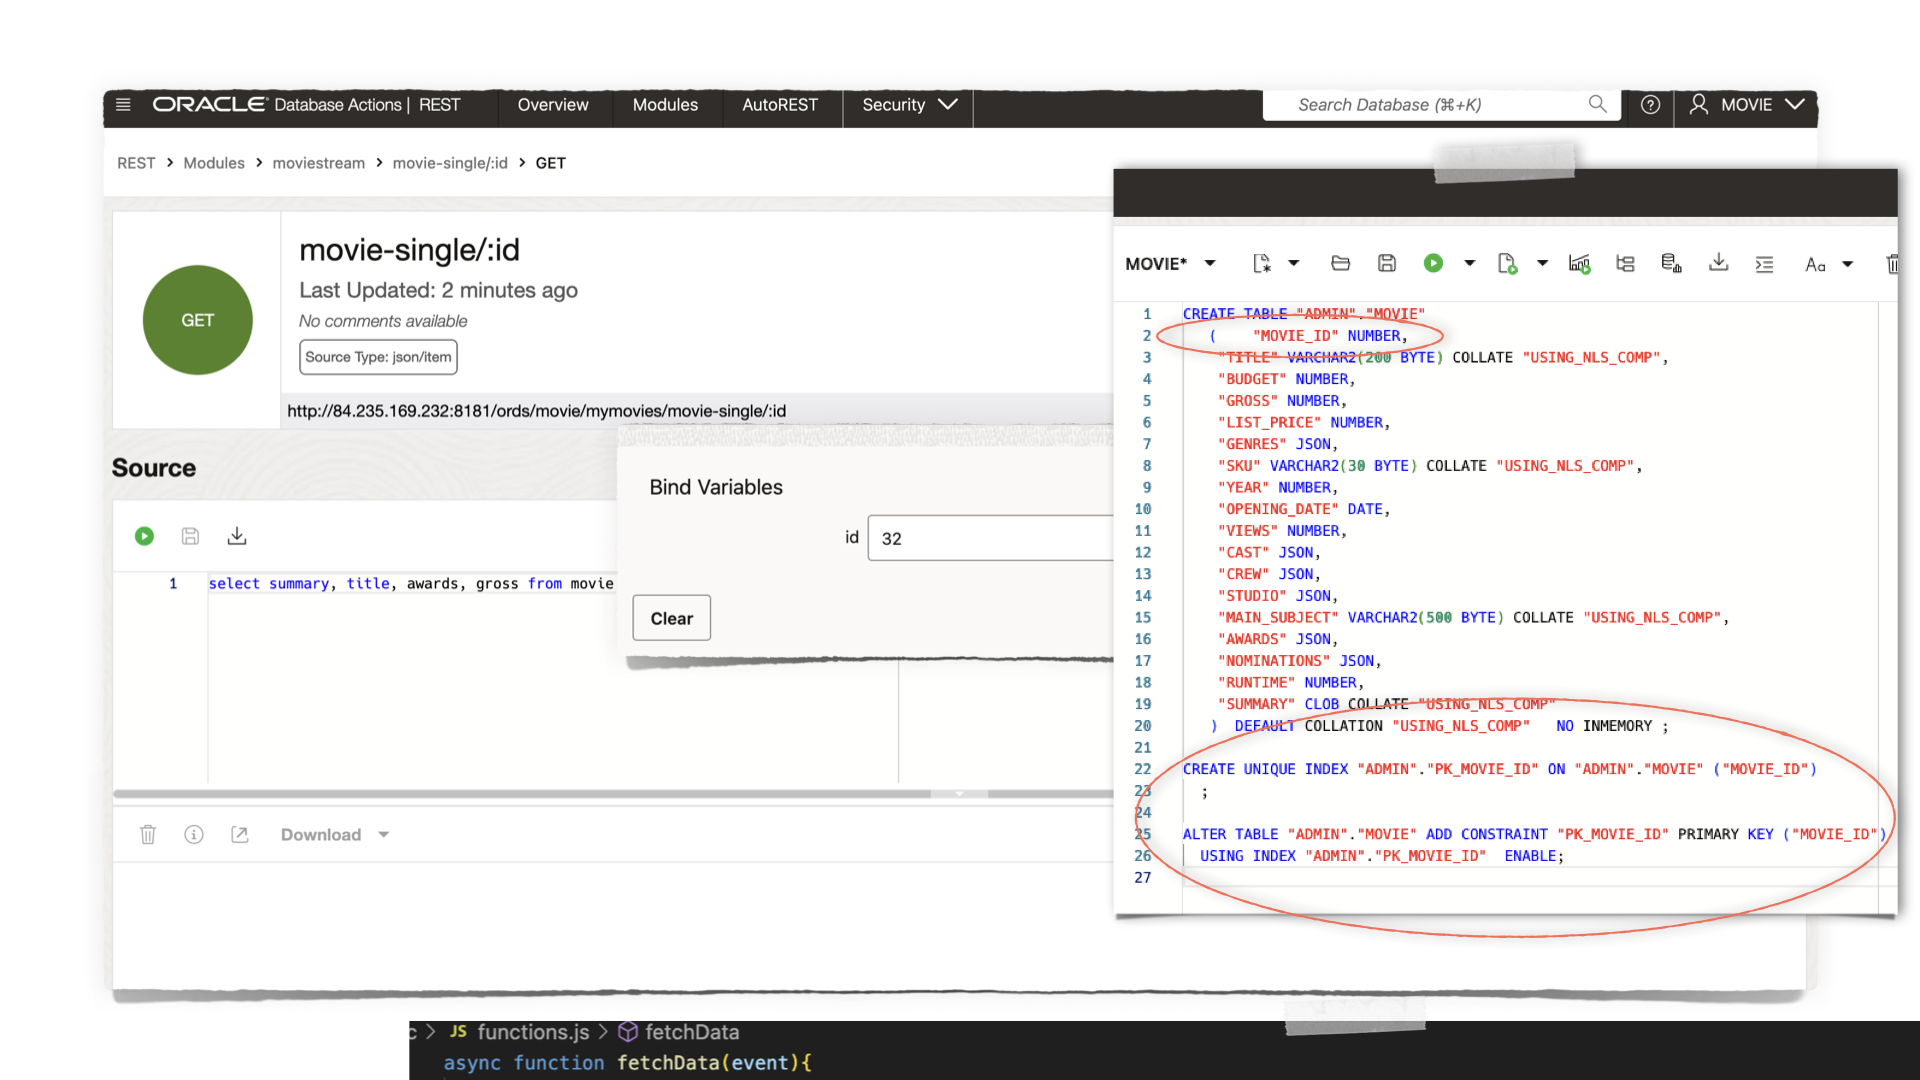 ORACLE Database Actions | REST
Overview
Modules
AutoREST
Security
Search Database (⌘+K)
MOVIE
REST > Modules > moviestream > movie-single/:id > GET
GET
movie-single/:id
Last Updated: 2 minutes ago
No comments available
Source Type: json/item
http://84.235.169.232:8181/ords/movie/mymovies/movie-single/:id
Source
1 select summary, title, awards, gross from movie
Bind Variables
id 32
Clear
Download
MOVIE*
Aa
1 CREATE TABLE "ADMIN"."MOVIE"
2 ( "MOVIE_ID" NUMBER,
3 "TITLE" VARCHAR2(200 BYTE) COLLATE "USING_NLS_COMP",
4 "BUDGET" NUMBER,
5 "GROSS" NUMBER,
6 "LIST_PRICE" NUMBER,
7 "GENRES" JSON,
8 "SKU" VARCHAR2(30 BYTE) COLLATE "USING_NLS_COMP",
9 "YEAR" NUMBER,
10 "OPENING_DATE" DATE,
11 "VIEWS" NUMBER,
12 "CAST" JSON,
13 "CREW" JSON,
14 "STUDIO" JSON,
15 "MAIN_SUBJECT" VARCHAR2(500 BYTE) COLLATE "USING_NLS_COMP",
16 "AWARDS" JSON,
17 "NOMINATIONS" JSON,
18 "RUNTIME" NUMBER,
19 "SUMMARY" CLOB COLLATE "USING_NLS_COMP"
20 ) DEFAULT COLLATION "USING_NLS_COMP" NO INMEMORY ;
21
22 CREATE UNIQUE INDEX "ADMIN"."PK_MOVIE_ID" ON "ADMIN"."MOVIE" ("MOVIE_ID")
23 ;
24
25 ALTER TABLE "ADMIN"."MOVIE" ADD CONSTRAINT "PK_MOVIE_ID" PRIMARY KEY ("MOVIE_ID")
26 USING INDEX "ADMIN"."PK_MOVIE_ID" ENABLE;
27
c > JS functions.js > fetchData
async function fetchData(event){